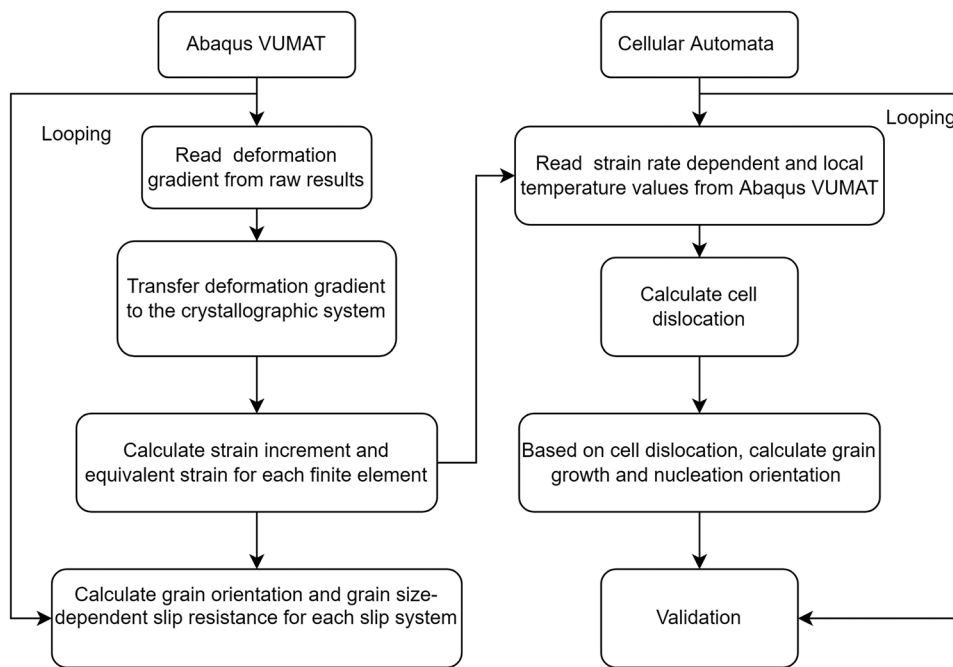 Abaqus VUMAT
Looping
Read deformation
gradient from raw results
Transfer deformation gradient
to the crystallographic system
Calculate strain increment and
equivalent strain for each finite element
Calculate grain orientation and grain size-
dependent slip resistance for each slip system
Cellular Automata
Looping
Read strain rate dependent and local
temperature values from Abaqus VUMAT
Calculate cell
dislocation
Based on cell dislocation, calculate grain
growth and nucleation orientation
Validation